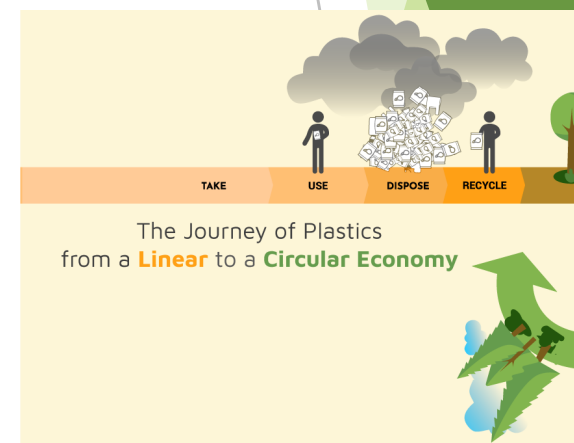 TAKE USE DISPOSE RECYCLE
The Journey of Plastics
from a Linear to a Circular Economy